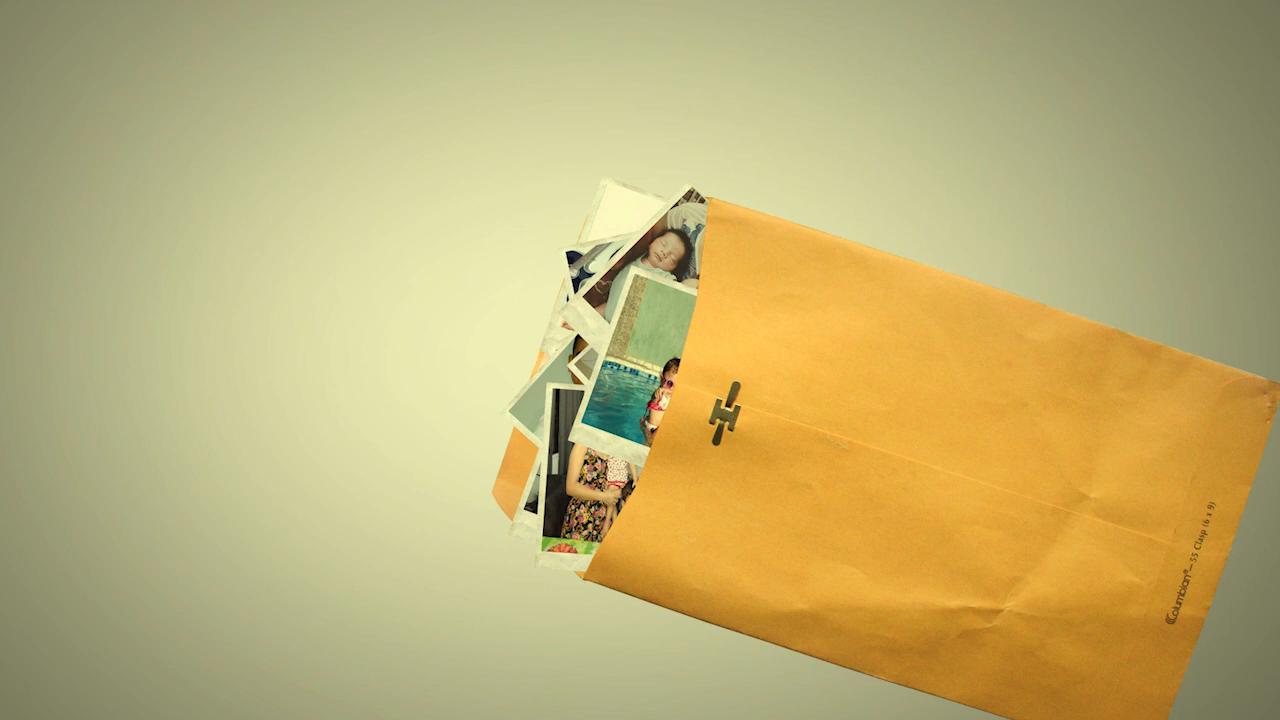 Columbian® — 55 Clasp (6 x 9)